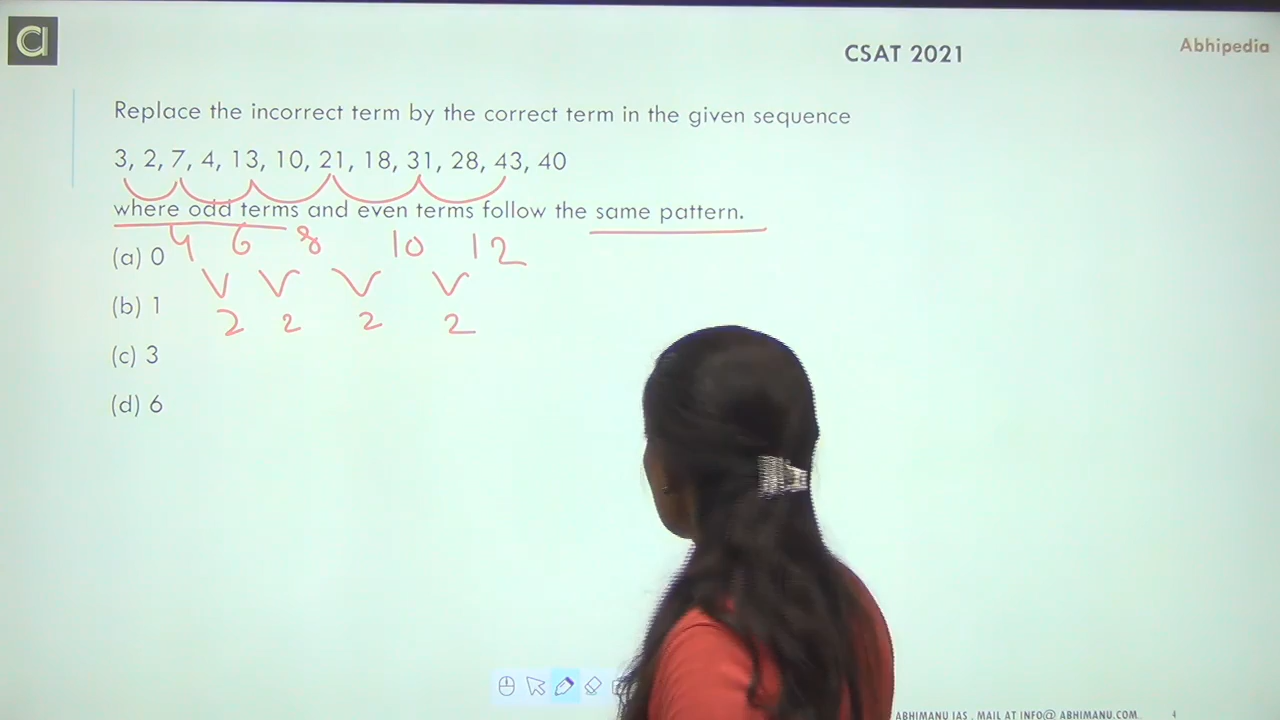 CSAT 2021
Abhipedia
Replace the incorrect term by the correct term in the given sequence
3, 2, 7, 4, 13, 10, 21, 18, 31, 28, 43, 40
where odd terms and even terms follow the same pattern.
4 6 8 10 12
(a) 0
2 2 2 2
(b) 1
(c) 3
(d) 6
ABHIMANU IAS . MAIL AT INFO@ ABHIMANU.COM 4